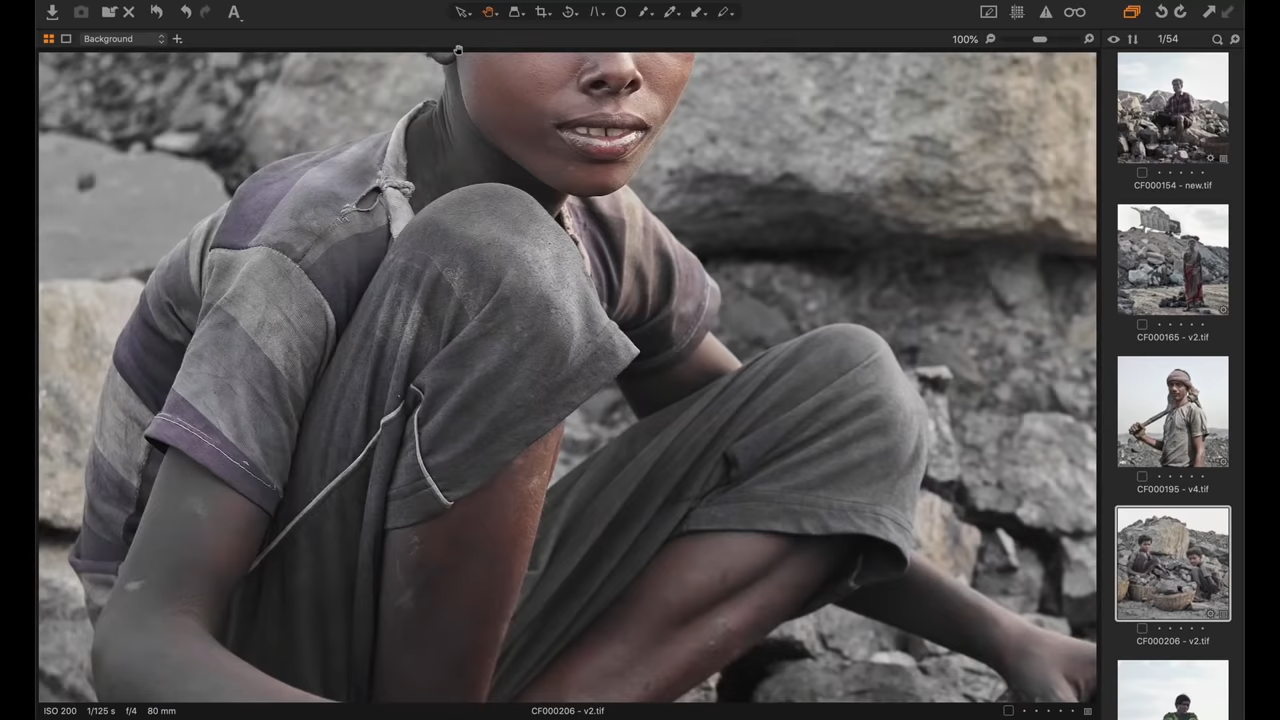 A
Background
100%
1/54
CF000154 - new.tif
CF000165 - v2.tif
CF000195 - v4.tif
CF000206 - v2.tif
ISO 200 1/125 s f/4 80 mm
CF000206 - v2.tif